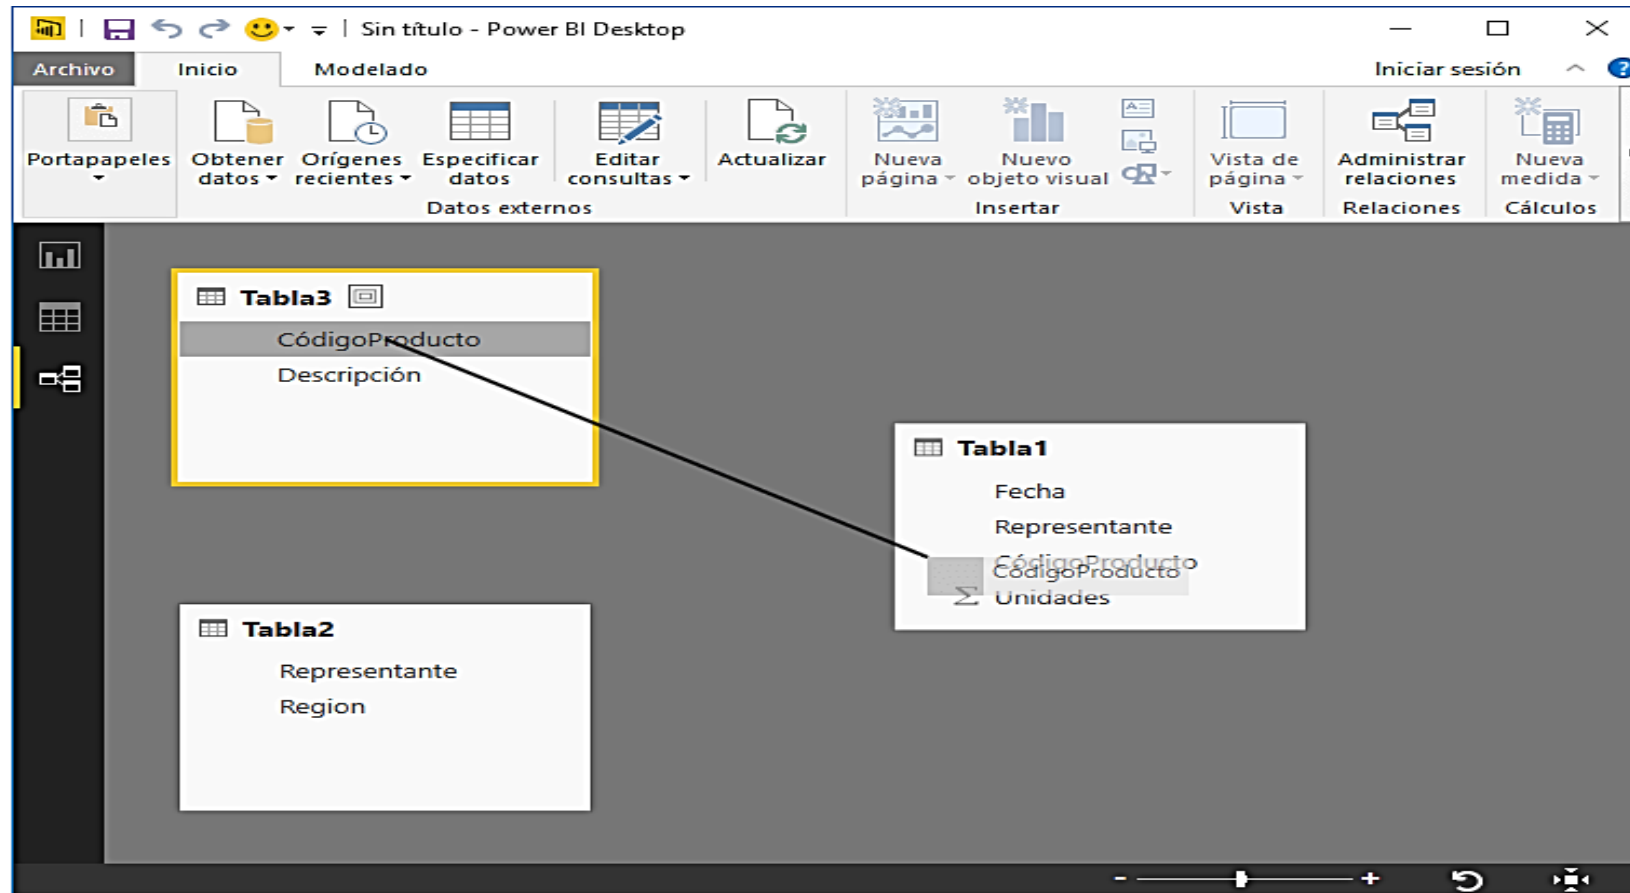 Sin título - Power BI Desktop
Archivo Inicio Modelado Iniciar sesión ?
Portapapeles Obtener datos Orígenes recientes Especificar datos Editar consultas Actualizar Nueva página Nuevo objeto visual Vista de página Administrar relaciones Nueva medida
Datos externos Insertar Vista Relaciones Cálculos
Tabla3
CódigoProducto
Descripción
Tabla1
Fecha
Representante
CódigoProducto
CódigoProducto
Σ Unidades
Tabla2
Representante
Region